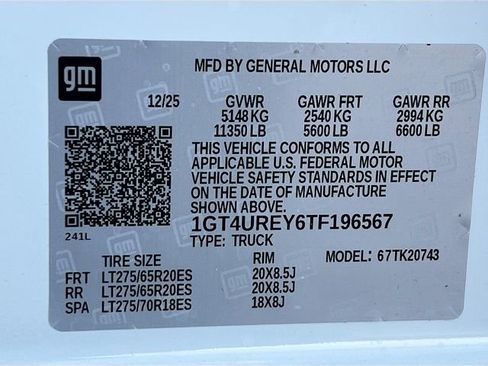 gm
MFD BY GENERAL MOTORS LLC
12/25 GVWR GAWR FRT GAWR RR
5148 KG 2540 KG 2994 KG
11350 LB 5600 LB 6600 LB
THIS VEHICLE CONFORMS TO ALL
APPLICABLE U.S. FEDERAL MOTOR
VEHICLE SAFETY STANDARDS IN EFFECT
ON THE DATE OF MANUFACTURE
SHOWN ABOVE.
1GT4UREY6TF196567
241L TYPE: TRUCK
TIRE SIZE RIM MODEL: 67TK20743
FRT LT275/65R20ES 20X8.5J
RR LT275/65R20ES 20X8.5J
SPA LT275/70R18ES 18X8J